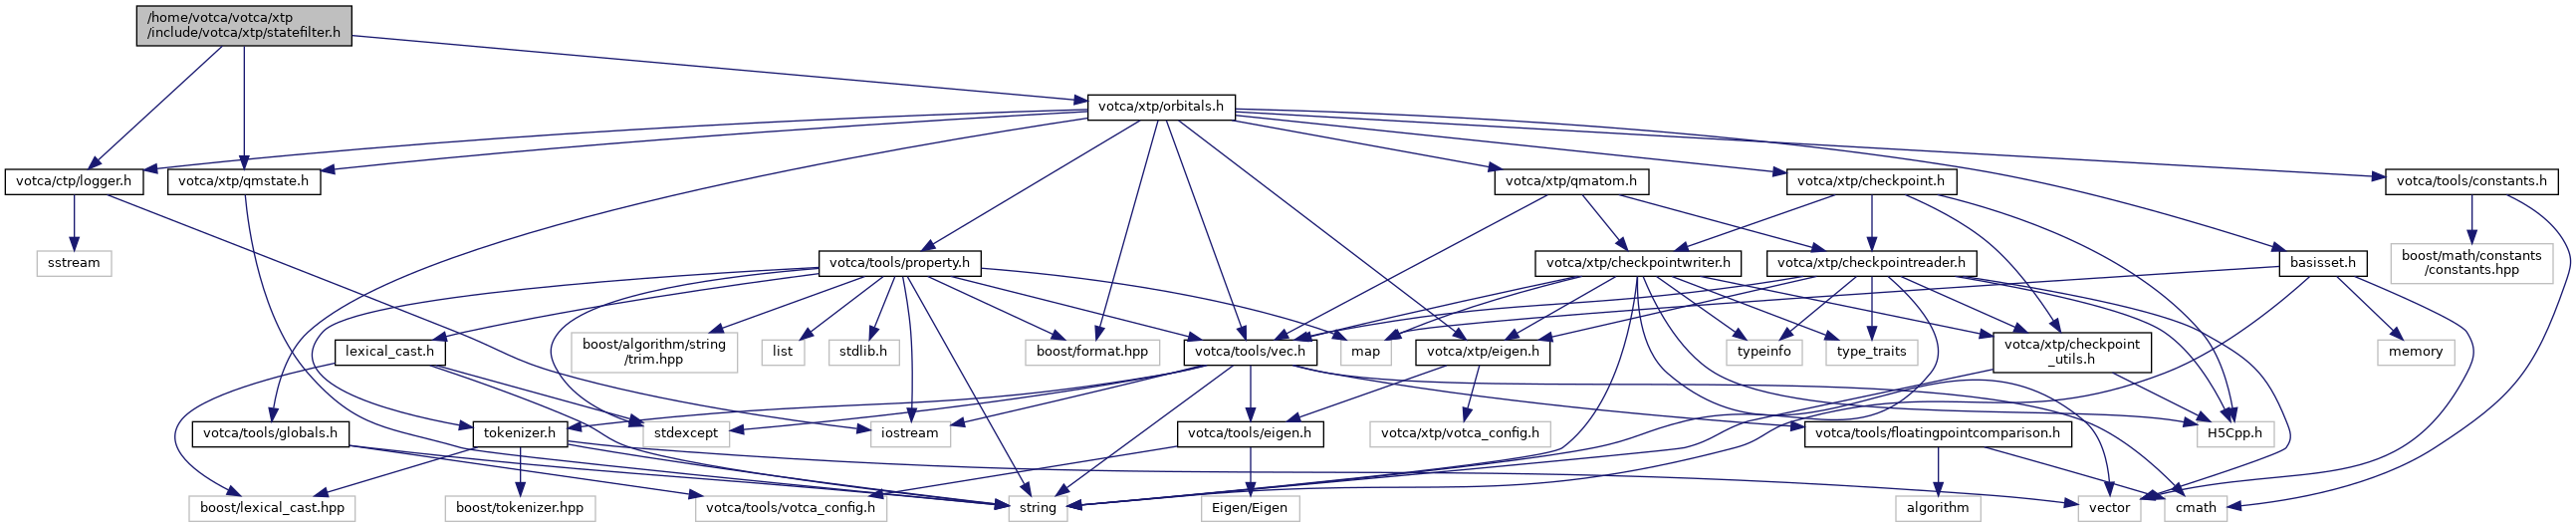 /home/votca/votca/xtp
/include/votca/xtp/statefilter.h
votca/xtp/orbitals.h
votca/ctp/logger.h
votca/xtp/qmstate.h
votca/xtp/qmatom.h
votca/xtp/checkpoint.h
votca/tools/constants.h
sstream
votca/tools/property.h
votca/xtp/checkpointwriter.h
votca/xtp/checkpointreader.h
boost/math/constants
/constants.hpp
basisset.h
lexical_cast.h
boost/algorithm/string
/trim.hpp
list
stdlib.h
boost/format.hpp
votca/tools/vec.h
map
votca/xtp/eigen.h
typeinfo
type_traits
votca/xtp/checkpoint
_utils.h
memory
votca/tools/globals.h
tokenizer.h
stdexcept
iostream
votca/tools/eigen.h
votca/xtp/votca_config.h
votca/tools/floatingpointcomparison.h
H5Cpp.h
boost/lexical_cast.hpp
boost/tokenizer.hpp
votca/tools/votca_config.h
string
Eigen/Eigen
algorithm
vector
cmath